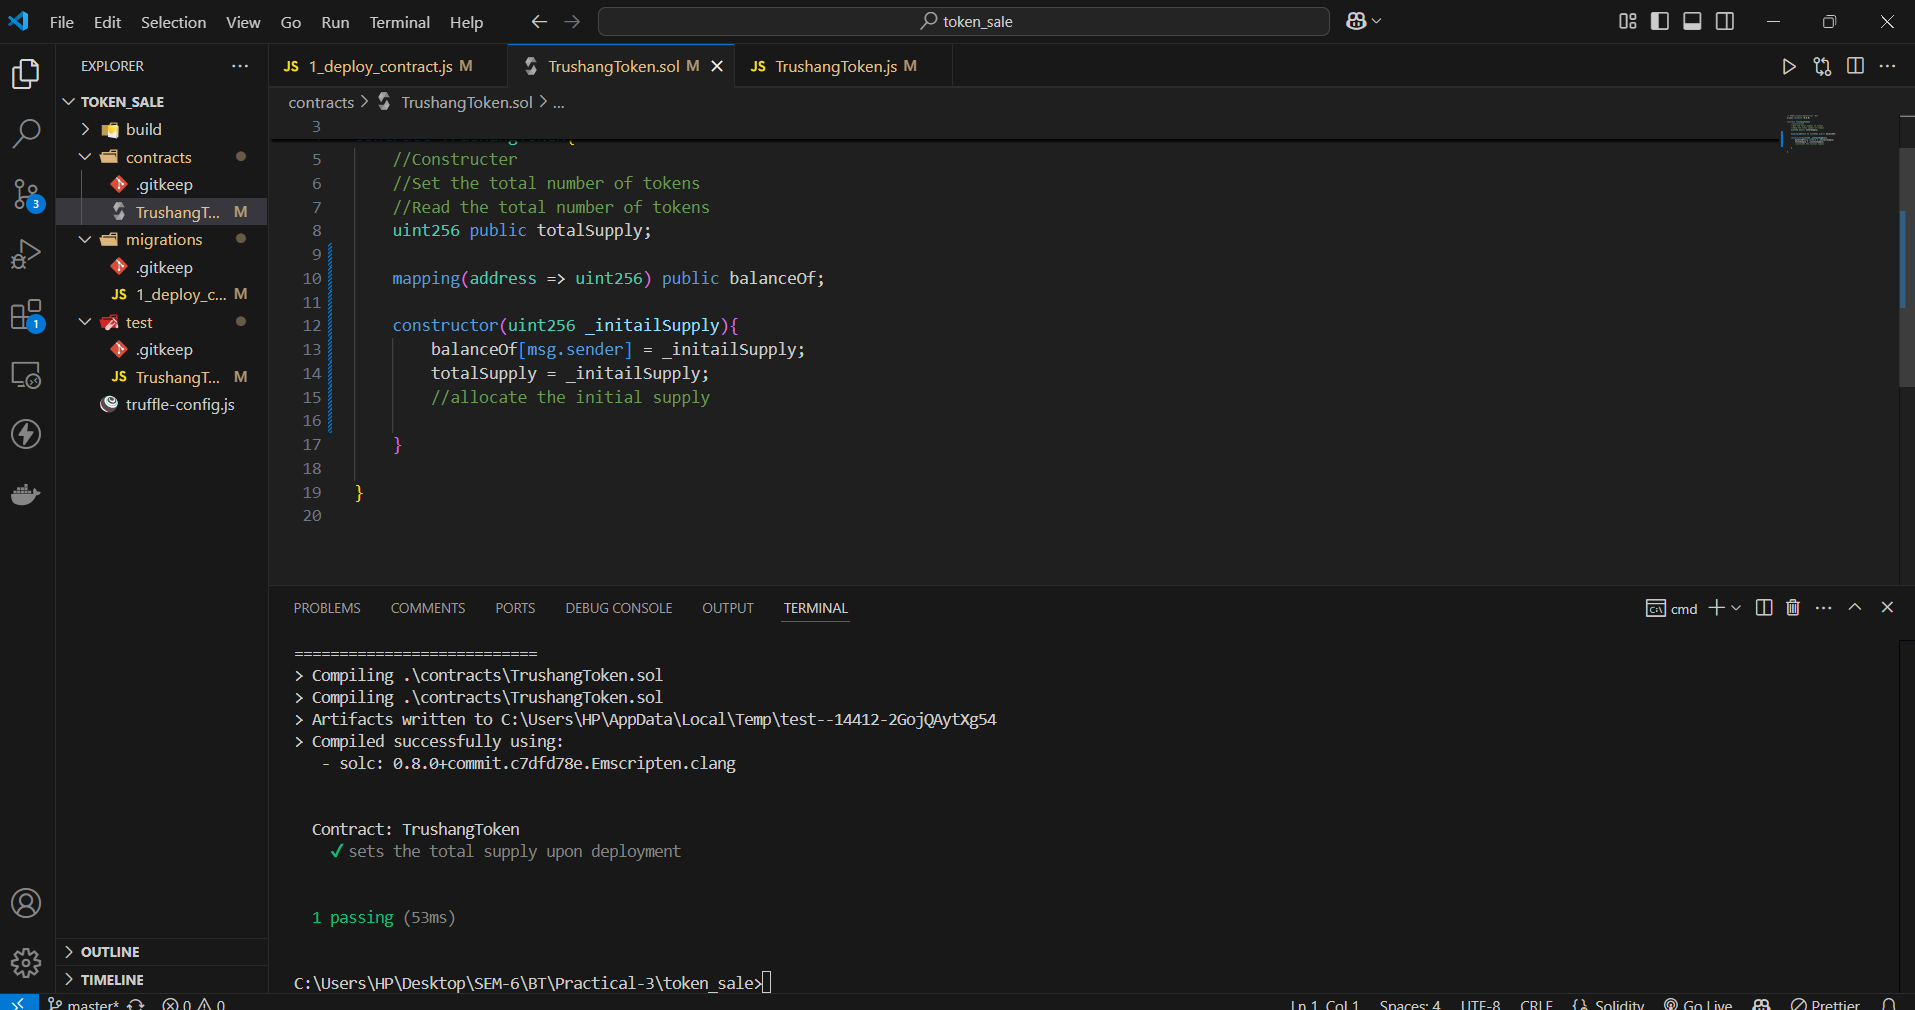 File Edit Selection View Go Run Terminal Help
token_sale
EXPLORER
TOKEN_SALE
build
contracts
.gitkeep
TrushangT... M
migrations
.gitkeep
JS 1_deploy_c... M
test
.gitkeep
JS TrushangT... M
truffle-config.js
OUTLINE
TIMELINE
3
1
JS 1_deploy_contract.js M
TrushangToken.sol M
JS TrushangToken.js M
contracts > TrushangToken.sol > ...
3
5 //Constructer
6 //Set the total number of tokens
7 //Read the total number of tokens
8 uint256 public totalSupply;
9
10 mapping(address => uint256) public balanceOf;
11
12 constructor(uint256 _initailSupply){
13 balanceOf[msg.sender] = _initailSupply;
14 totalSupply = _initailSupply;
15 //allocate the initial supply
16
17 }
18
19 }
20
PROBLEMS COMMENTS PORTS DEBUG CONSOLE OUTPUT TERMINAL
cmd
===========================
> Compiling .\contracts\TrushangToken.sol
> Compiling .\contracts\TrushangToken.sol
> Artifacts written to C:\Users\HP\AppData\Local\Temp\test--14412-2GojQAytXg54
> Compiled successfully using:
- solc: 0.8.0+commit.c7dfd78e.Emscripten.clang
Contract: TrushangToken
✓ sets the total supply upon deployment
1 passing (53ms)
C:\Users\HP\Desktop\SEM-6\BT\Practical-3\token_sale>
master* 0 0 Ln 1, Col 1 Spaces: 4 UTF-8 CRLF {} Solidity Go Live Prettier